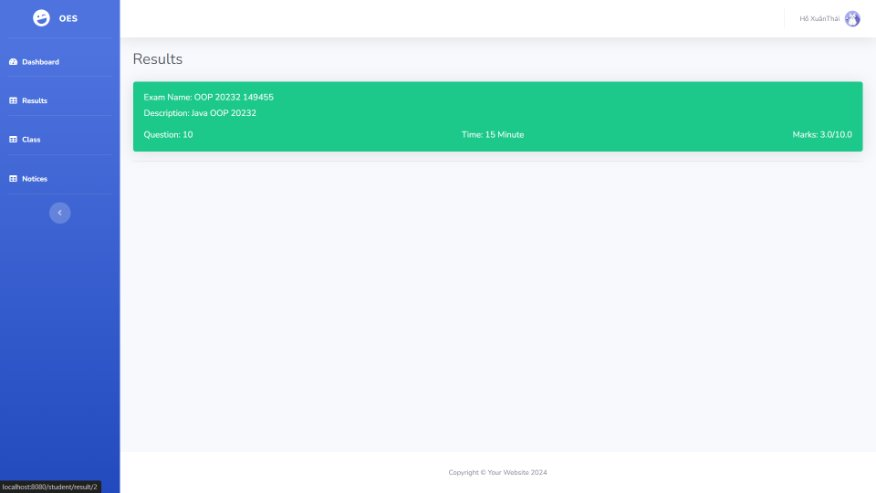 OES
Hồ XuânThái
Dashboard
Results
Class
Notices
Results
Exam Name: OOP 20232 149455
Description: Java OOP 20232
Question: 10 Time: 15 Minute Marks: 3.0/10.0
Copyright © Your Website 2024
localhost:8080/student/result/2